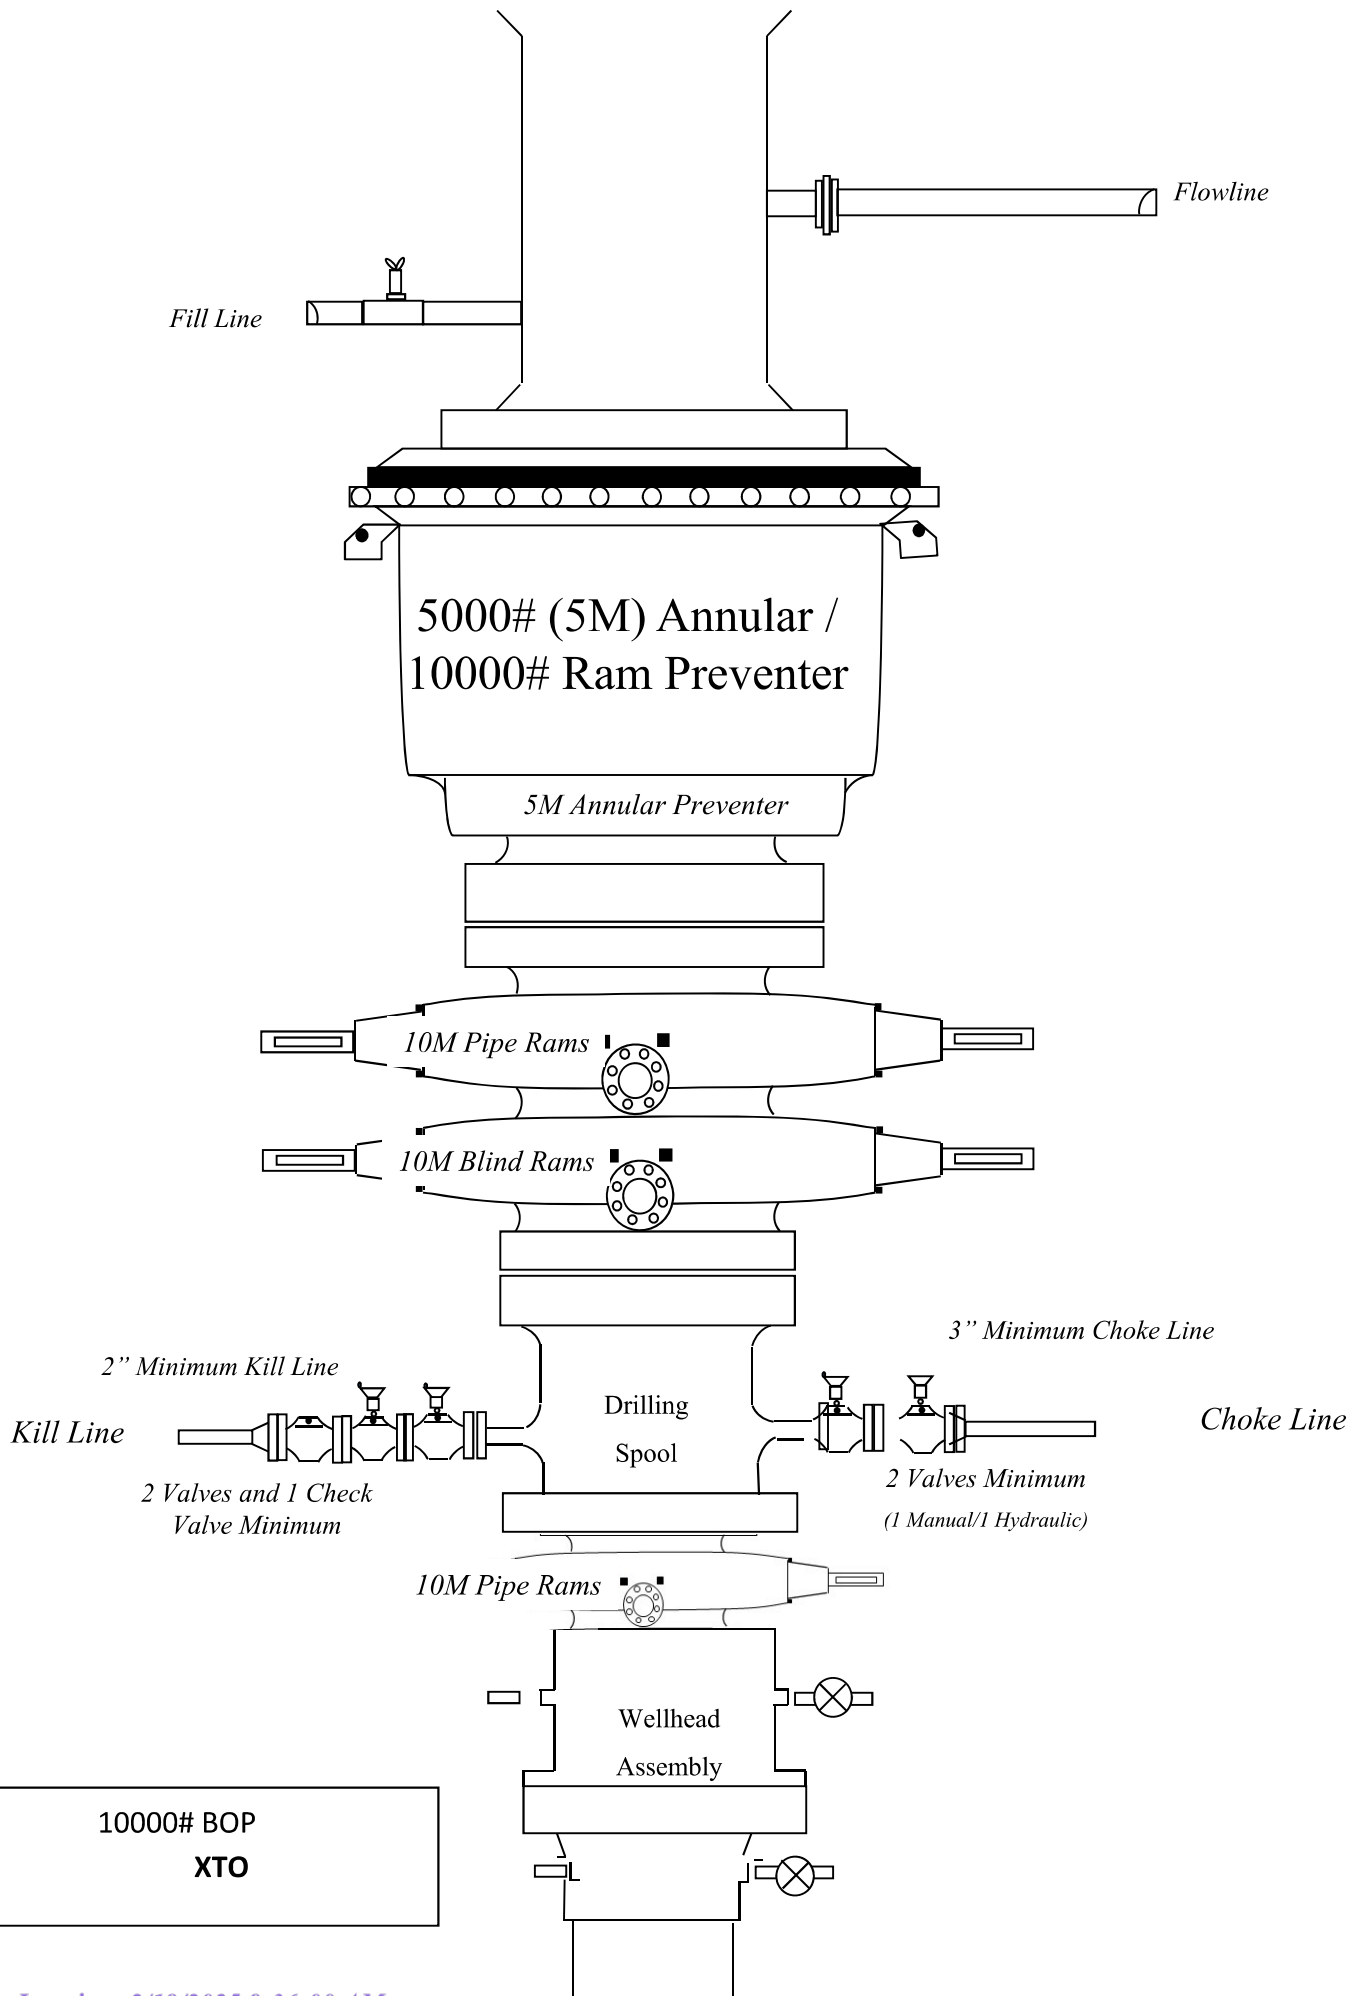 Flowline
Fill Line
5000# (5M) Annular /
10000# Ram Preventer
5M Annular Preventer
10M Pipe Rams
10M Blind Rams
3” Minimum Choke Line
2” Minimum Kill Line
Drilling
Spool
Kill Line
Choke Line
2 Valves and 1 Check
Valve Minimum
2 Valves Minimum
(1 Manual/1 Hydraulic)
10M Pipe Rams
Wellhead
Assembly
10000# BOP
XTO